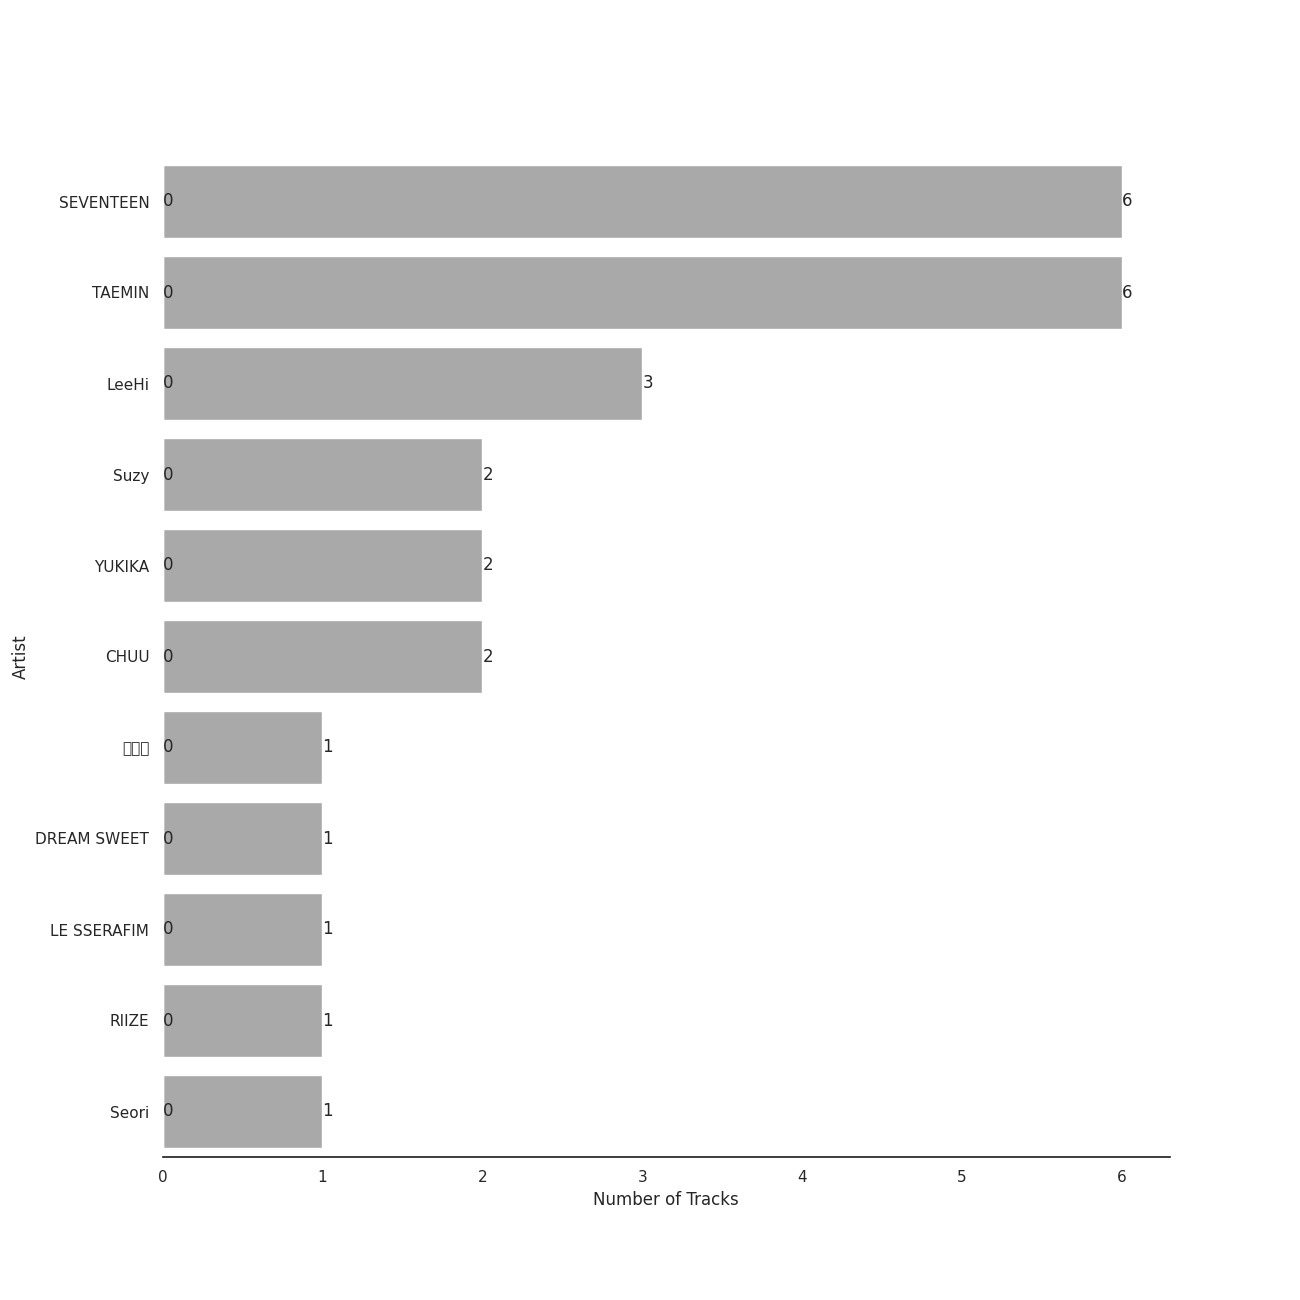 SEVENTEEN 0 6
TAEMIN 0 6
LeeHi 0 3
Suzy 0 2
YUKIKA 0 2
Artist
CHUU 0 2
0 1
DREAM SWEET 0 1
LE SSERAFIM 0 1
RIIZE 0 1
Seori 0 1
0 1 2 3 4 5 6
Number of Tracks